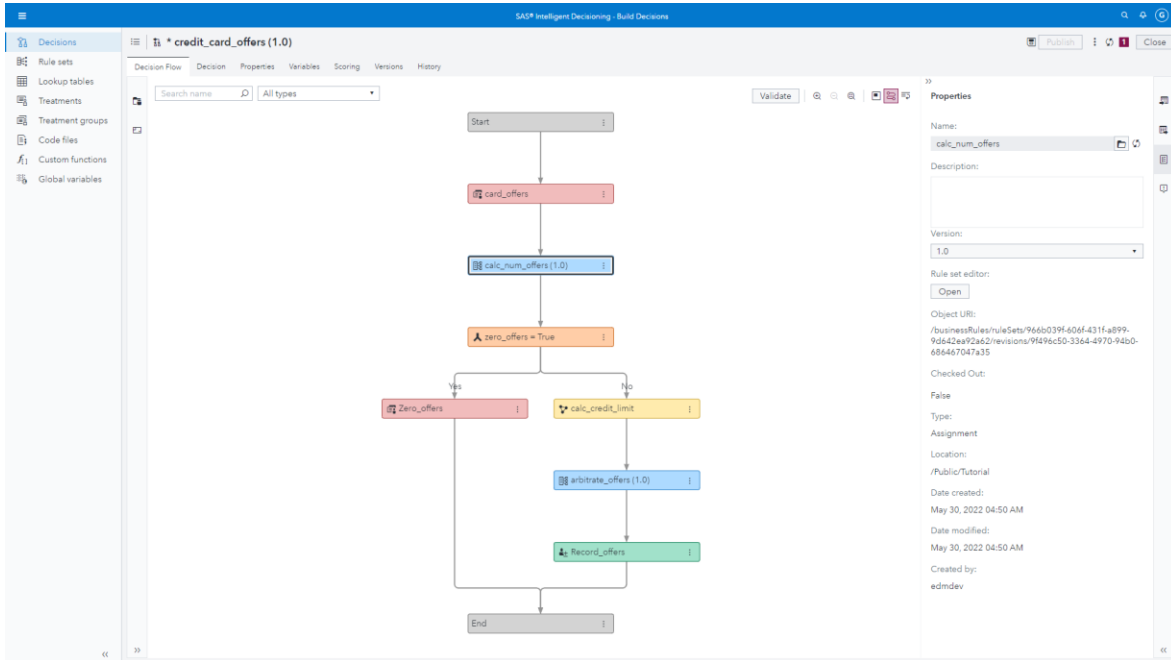 SAS® Intelligent Decisioning - Build Decisions
G
Decisions
Rule sets
Lookup tables
Treatments
Treatment groups
Code files
Custom functions
Global variables
* credit_card_offers (1.0)
Publish
1
Close
Decision Flow Decision Properties Variables Scoring Versions History
Search name
All types
Validate
Start
card_offers
calc_num_offers (1.0)
zero_offers = True
Yes
No
Zero_offers
calc_credit_limit
arbitrate_offers (1.0)
Record_offers
End
Properties
Name:
calc_num_offers
Description:
Version:
1.0
Rule set editor:
Open
Object URI:
/businessRules/ruleSets/966b039f-606f-431f-a899-
9d642ea92a62/revisions/9f496c50-3364-4970-94b0-
686467047a35
Checked Out:
False
Type:
Assignment
Location:
/Public/Tutorial
Date created:
May 30, 2022 04:50 AM
Date modified:
May 30, 2022 04:50 AM
Created by:
edmdev